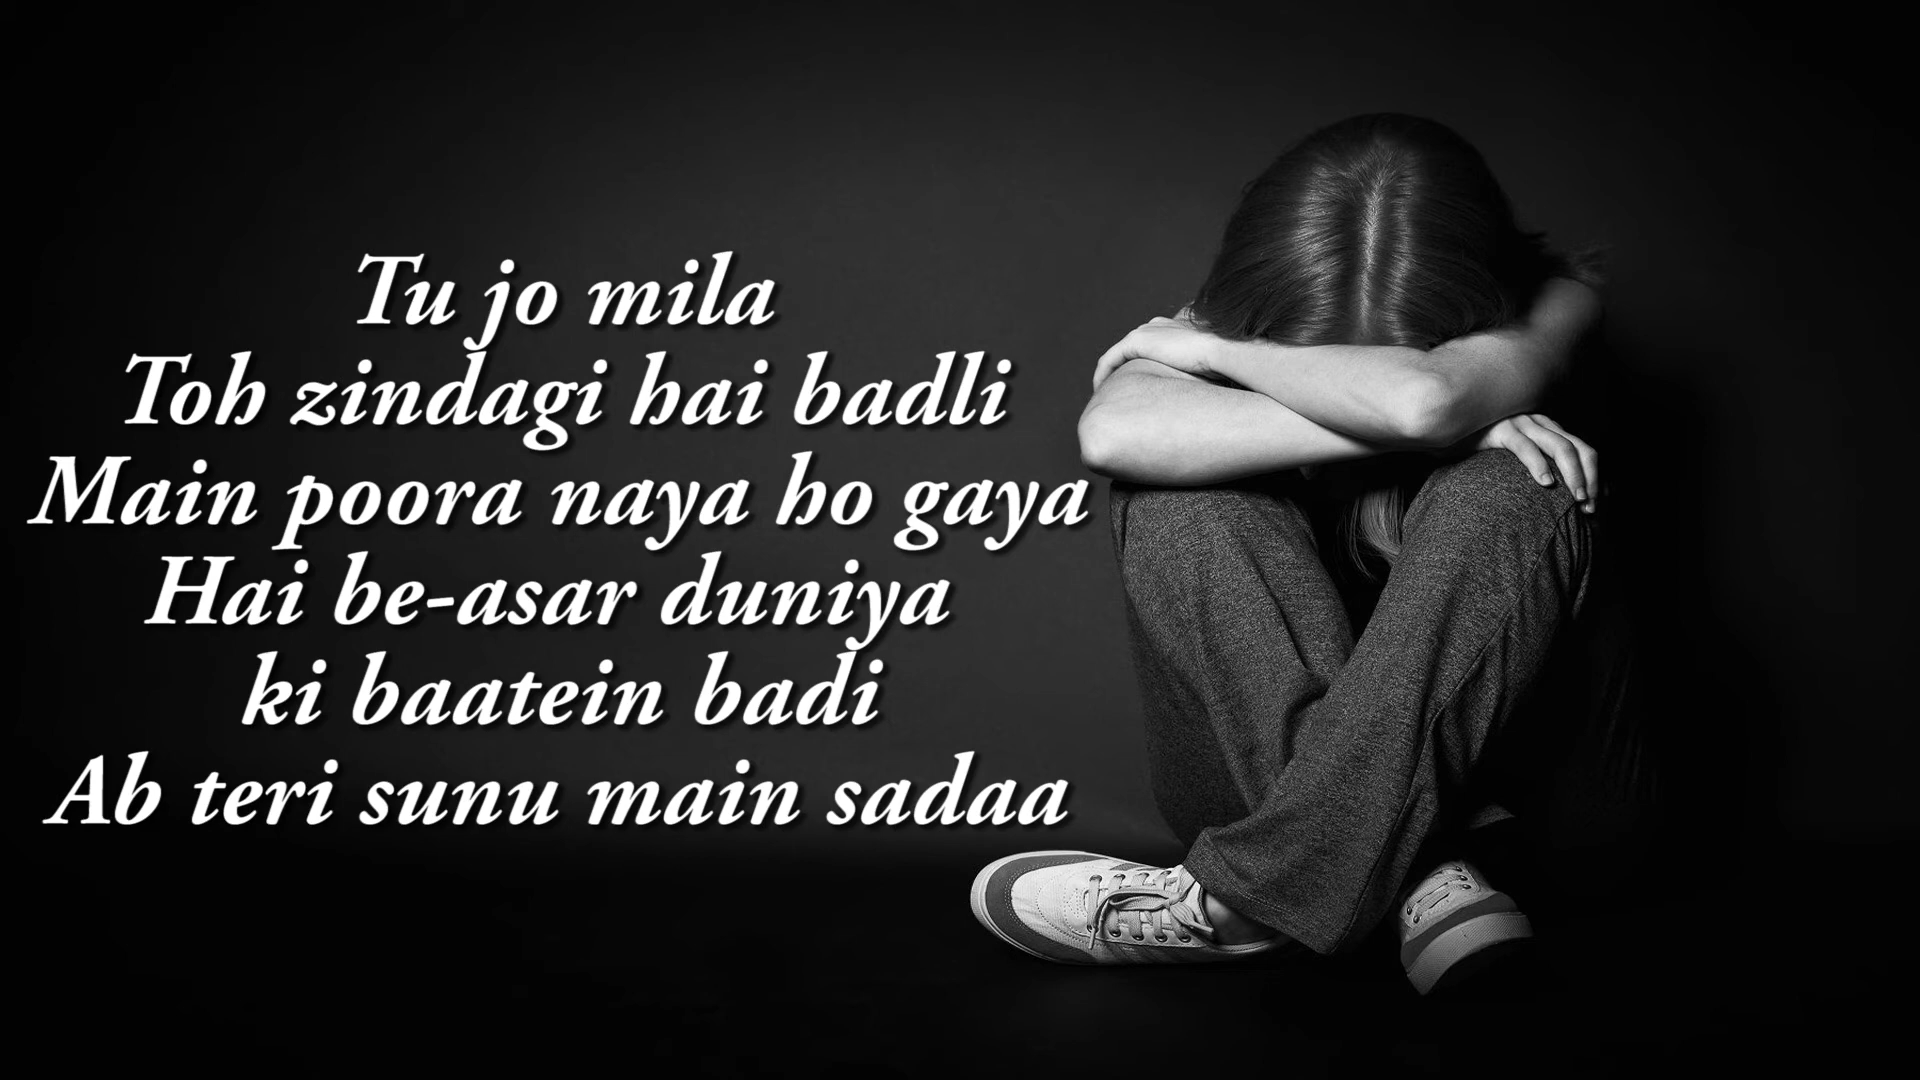 Tu jo mila
Toh zindagi hai badli
Main poora naya ho gaya
Hai be-asar duniya
ki baatein badi
Ab teri sunu main sadaa